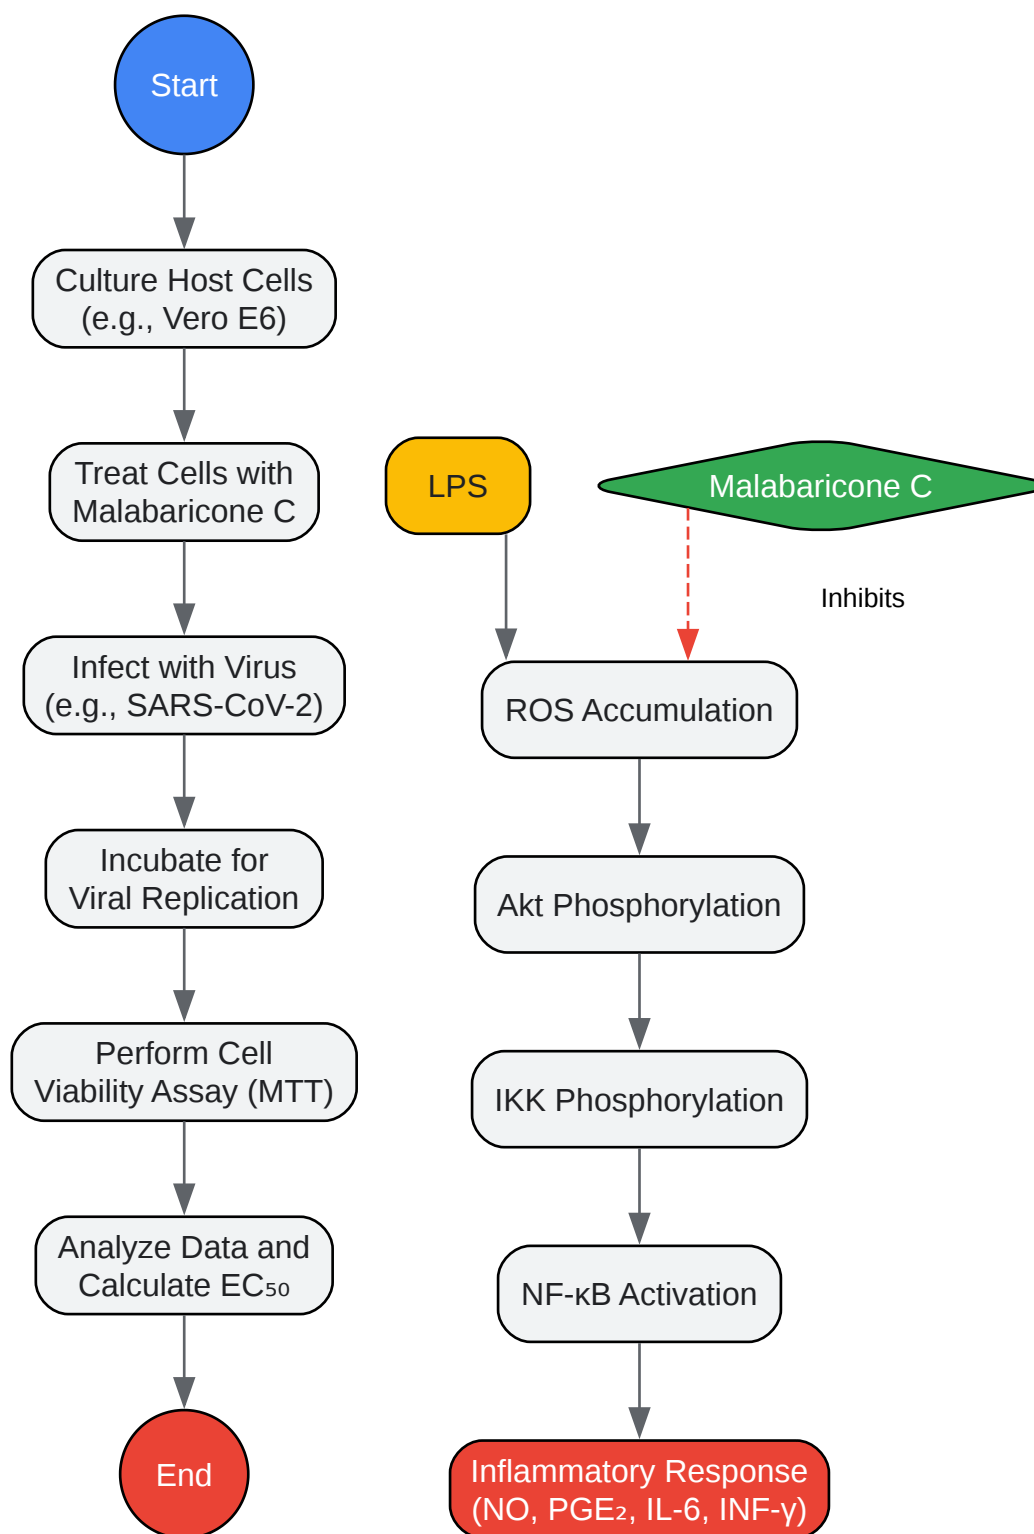 Start
Culture Host Cells
(e.g., Vero E6)
Treat Cells with
Malabaricone C
Infect with Virus
(e.g., SARS-CoV-2)
Incubate for
Viral Replication
Perform Cell
Viability Assay (MTT)
Analyze Data and
Calculate EC₅₀
End
LPS
Malabaricone C
Inhibits
ROS Accumulation
Akt Phosphorylation
IKK Phosphorylation
NF-κB Activation
Inflammatory Response
(NO, PGE₂, IL-6, INF-γ)